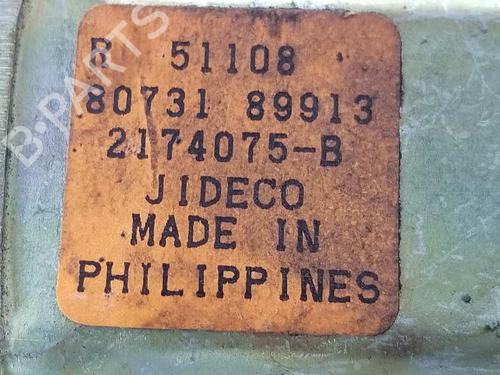 R 51108
80731 89913
2174075-B
JIDECO
MADE IN
PHILIPPINES
B-PARTS